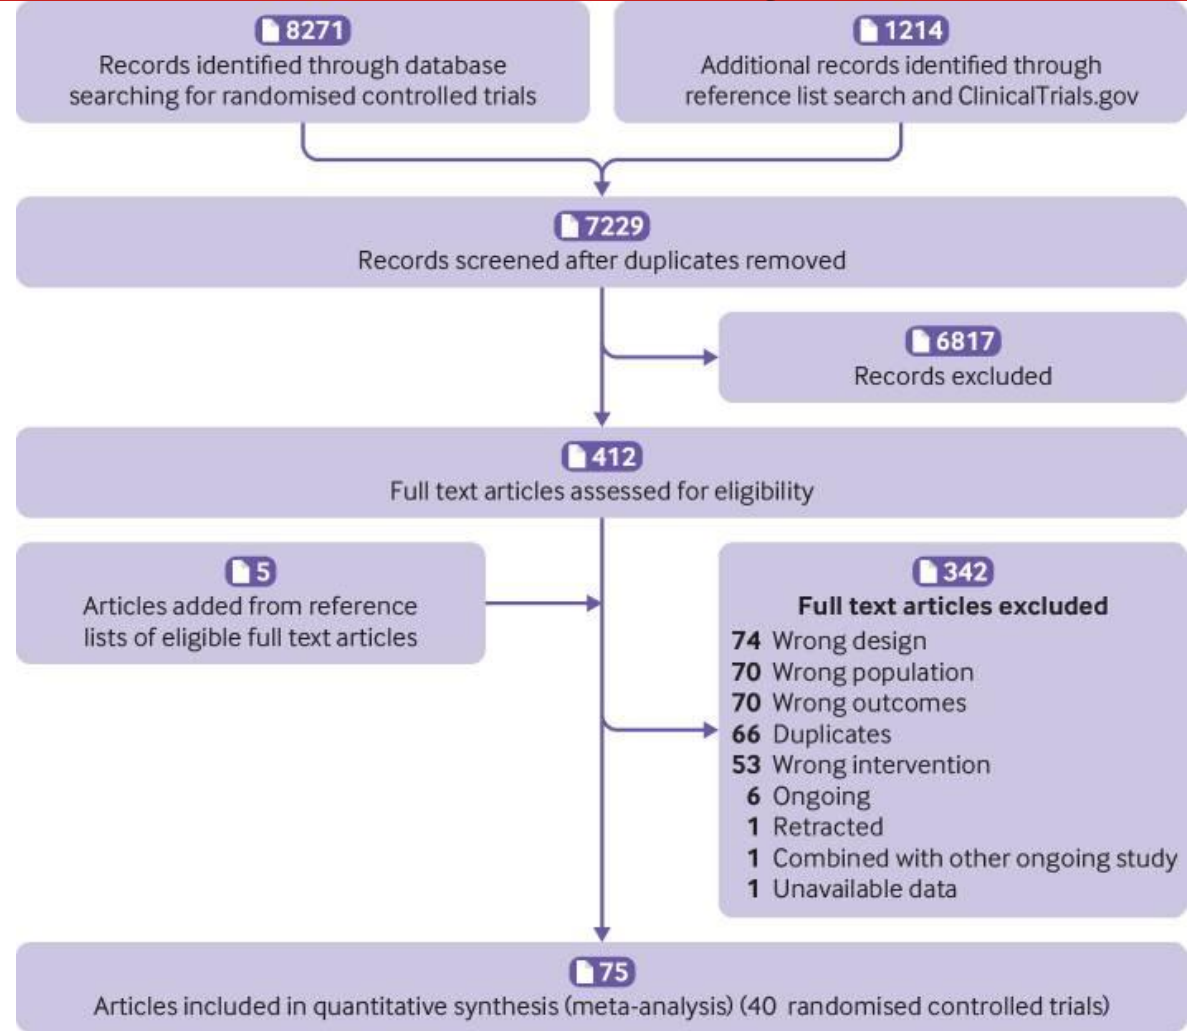 8271
Records identified through database
searching for randomised controlled trials
1214
Additional records identified through
reference list search and ClinicalTrials.gov
7229
Records screened after duplicates removed
6817
Records excluded
412
Full text articles assessed for eligibility
5
Articles added from reference
lists of eligible full text articles
342
Full text articles excluded
74 Wrong design
70 Wrong population
70 Wrong outcomes
66 Duplicates
53 Wrong intervention
6 Ongoing
1 Retracted
1 Combined with other ongoing study
1 Unavailable data
75
Articles included in quantitative synthesis (meta-analysis) (40 randomised controlled trials)